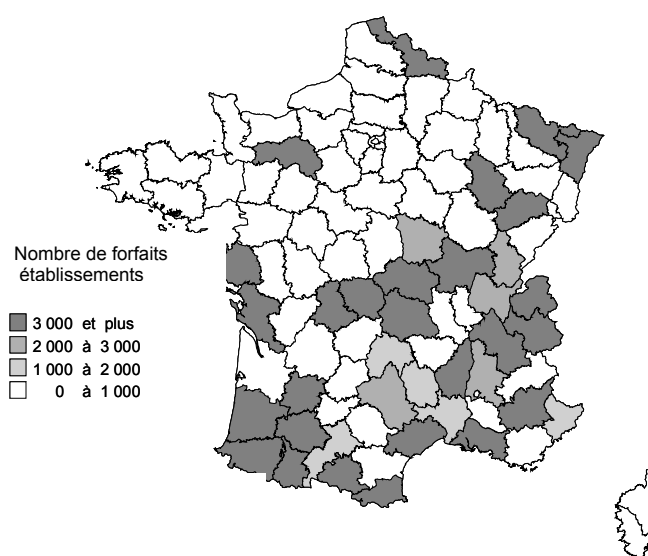 Nombre de forfaits
établissements
3 000 et plus
2 000 à 3 000
1 000 à 2 000
0 à 1 000